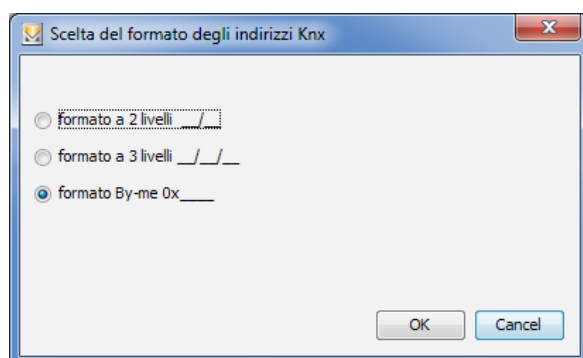 Scelta del formato degli indirizzi Knx
formato a 2 livelli __/__
formato a 3 livelli __/__/__
formato By-me 0x____
OK Cancel